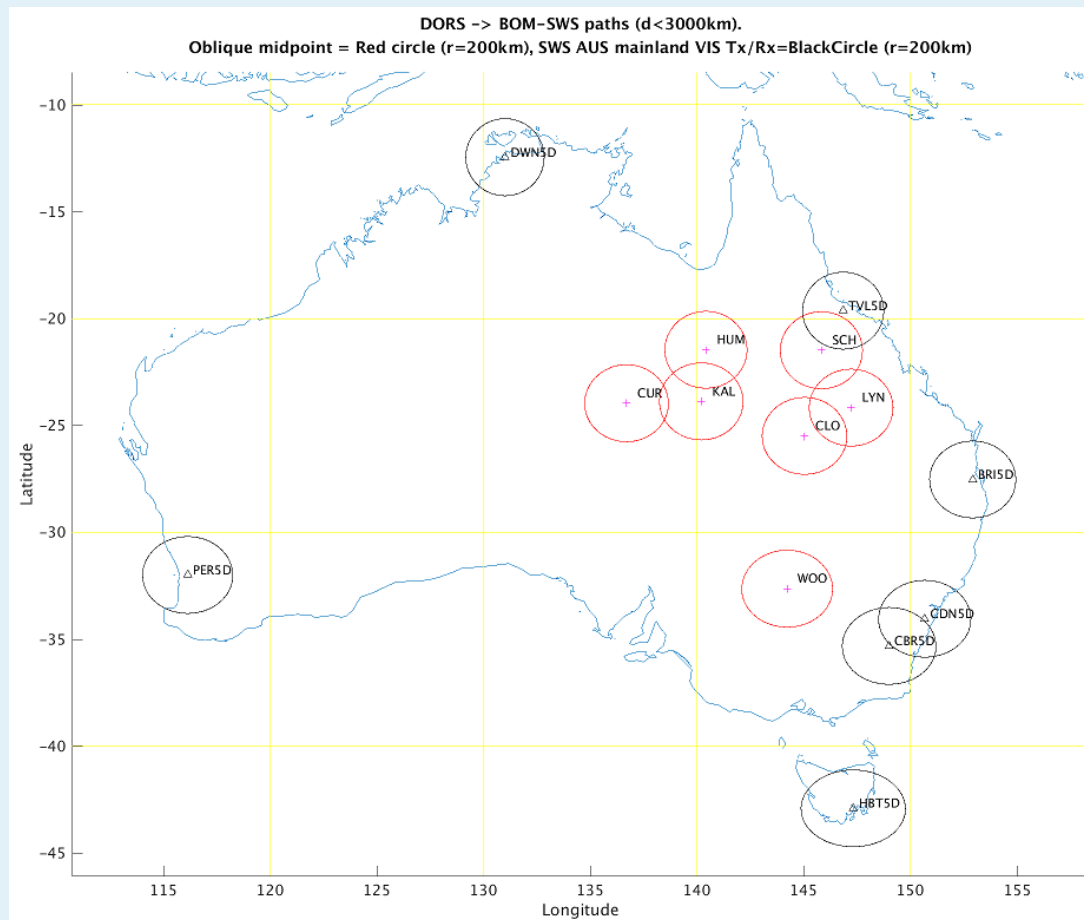 DORS -> BOM-SWS paths (d<3000km).
Oblique midpoint = Red circle (r=200km), SWS AUS mainland VIS Tx/Rx=BlackCircle (r=200km)
-10
DWN5D
-15
TVL5D
-20
HUM
SCH
CUR
KAL
LYN
-25
CLO
BRI5D
Latitude
-30
PER5D
WOO
CDN5D
-35
CBR5D
-40
HBT5D
-45
115 120 125 130 135 140 145 150 155
Longitude